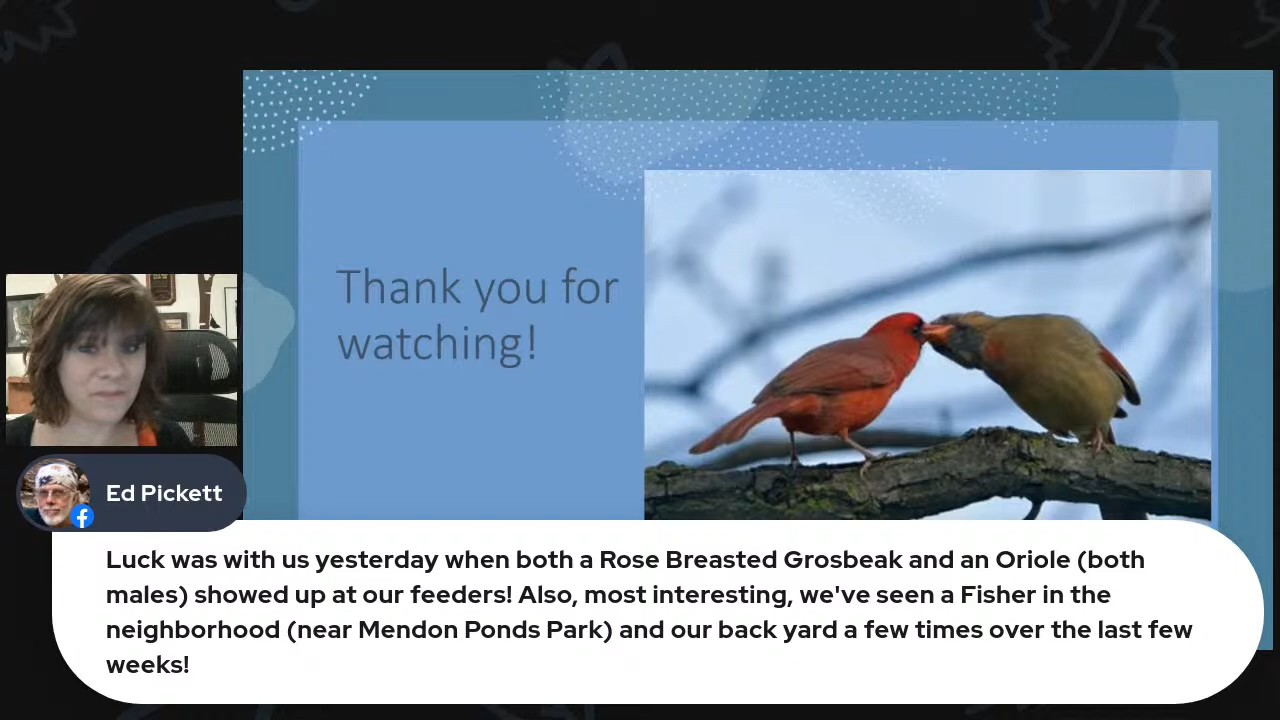 Thank you for
watching!
Ed Pickett
Luck was with us yesterday when both a Rose Breasted Grosbeak and an Oriole (both
males) showed up at our feeders! Also, most interesting, we've seen a Fisher in the
neighborhood (near Mendon Ponds Park) and our back yard a few times over the last few
weeks!